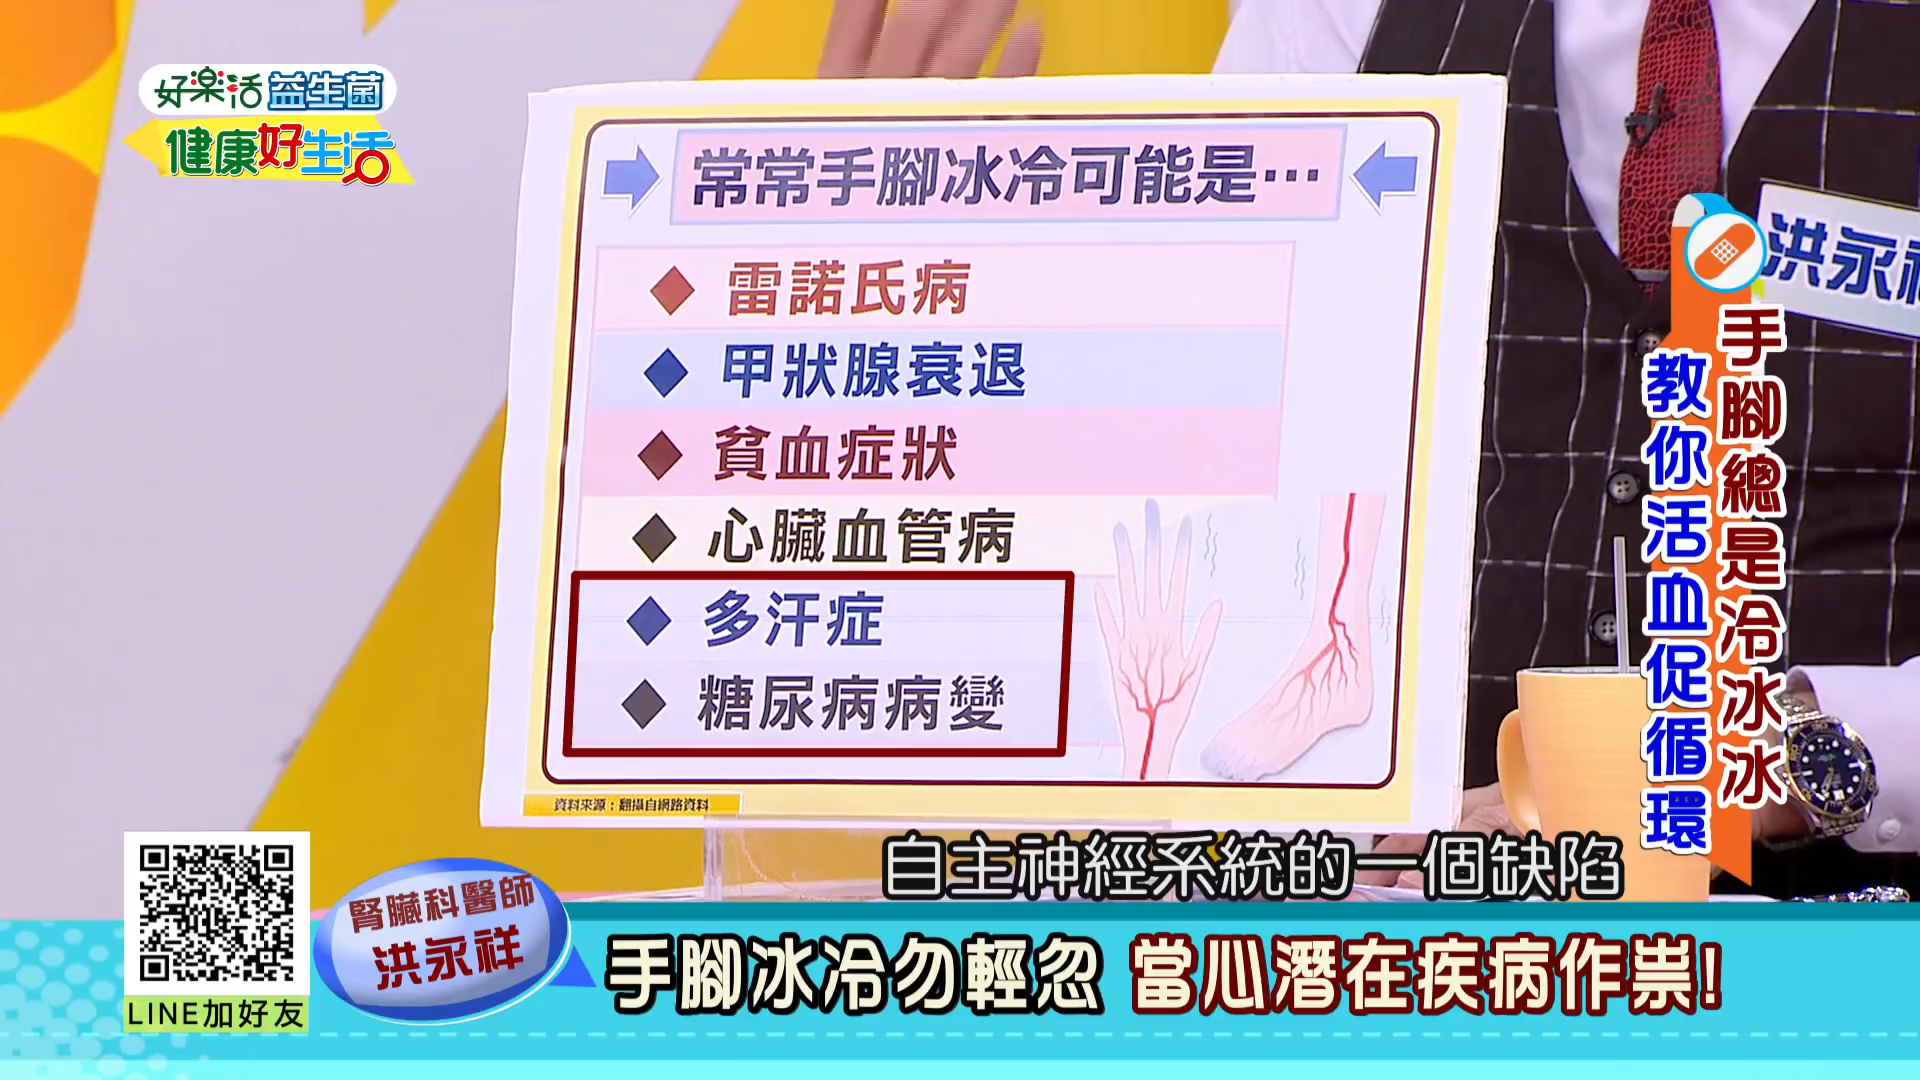 好樂活益生菌
健康好生活
常常手腳冰冷可能是…
雷諾氏病
甲狀腺衰退
貧血症狀
心臟血管病
多汗症
糖尿病病變
資料來源：翻攝自網路資料
洪永祥
手腳總是冷冰冰
教你活血促循環
自主神經系統的一個缺陷
腎臟科醫師
洪永祥
手腳冰冷勿輕忽 當心潛在疾病作祟!
LINE加好友